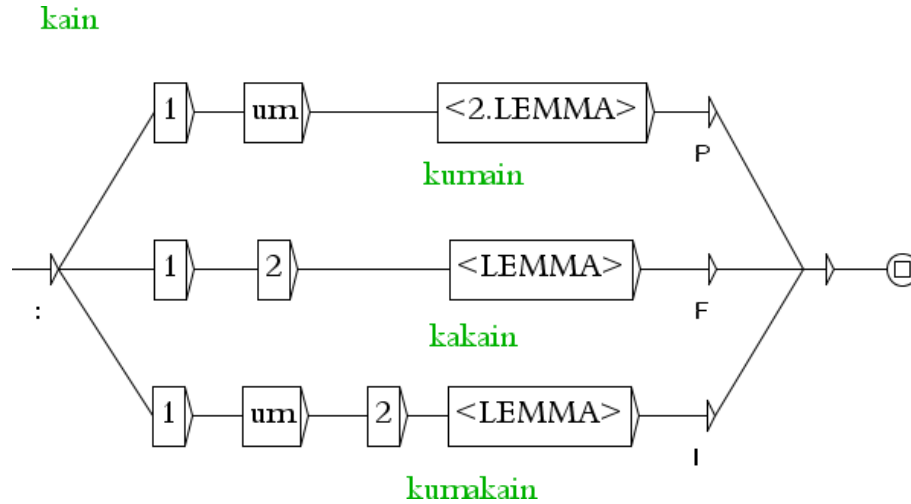 kain
1 um <2.LEMMA>
P
kumain
1 2 <LEMMA>
: F
kakain
1 um 2 <LEMMA>
I
kumakain